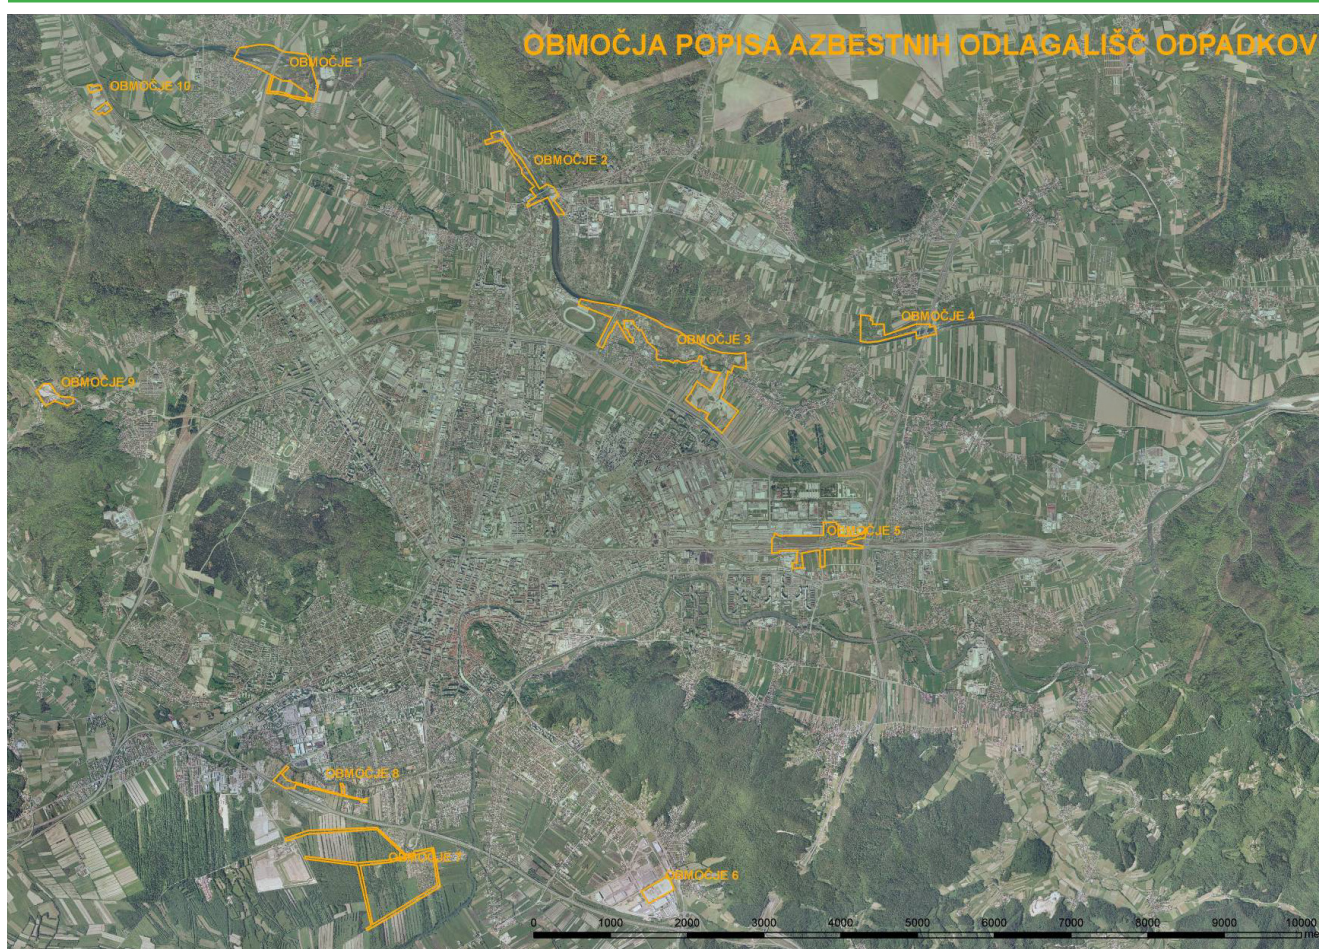 OBMOČJA POPISA AZBESTNIH ODLAGALIŠČ ODPADKOV
OBMOČJE 1
OBMOČJE 10
OBMOČJE 2
OBMOČJE 4
OBMOČJE 3
OBMOČJE 9
OBMOČJE 5
OBMOČJE 8
OBMOČJE 7
OBMOČJE 6
0 1000 2000 3000 4000 5000 6000 7000 8000 9000 10000